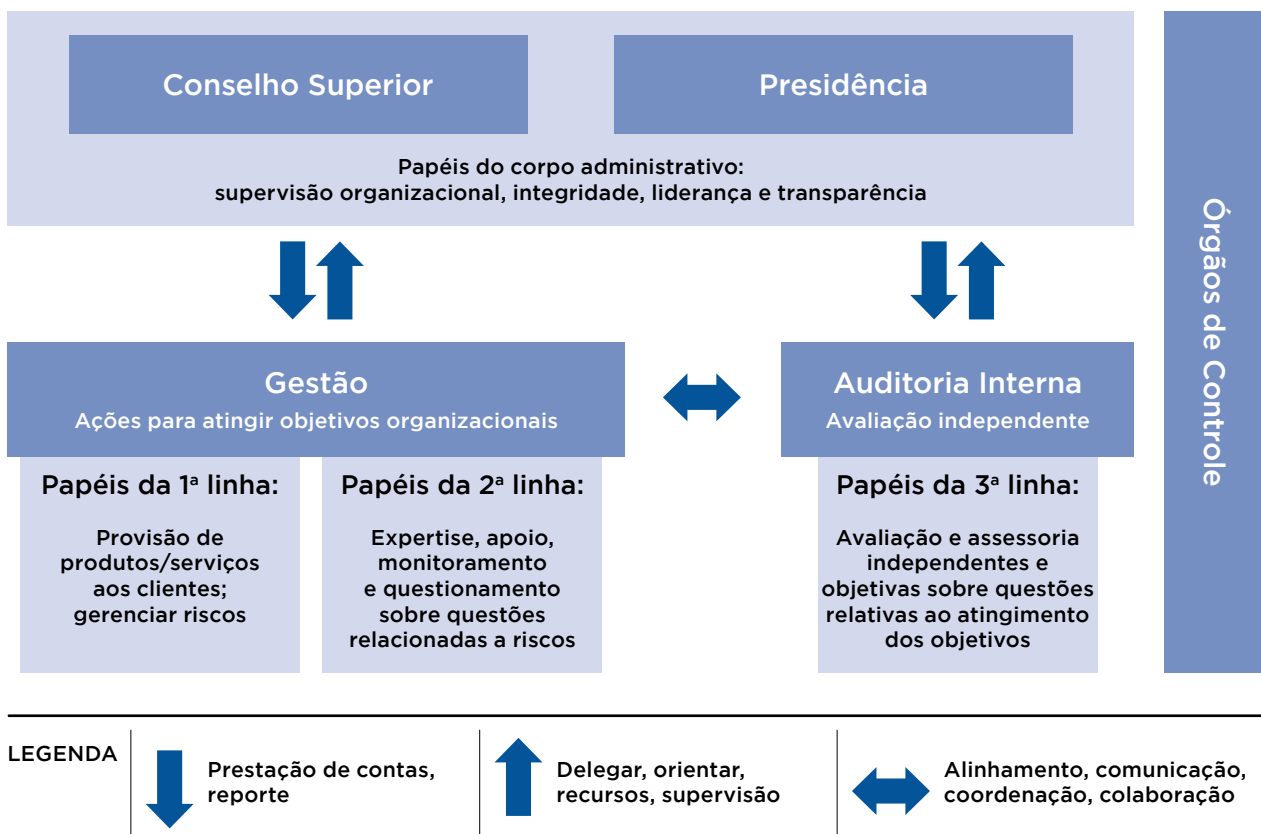 Conselho Superior
Presidência
Papéis do corpo administrativo:
supervisão organizacional, integridade, liderança e transparência
Órgãos de Controle
Gestão
Ações para atingir objetivos organizacionais
Auditoria Interna
Avaliação independente
Papéis da 1ª linha:
Provisão de
produtos/serviços
aos clientes;
gerenciar riscos
Papéis da 2ª linha:
Expertise, apoio,
monitoramento
e questionamento
sobre questões
relacionadas a riscos
Papéis da 3ª linha:
Avaliação e assessoria
independentes e
objetivas sobre questões
relativas ao atingimento
dos objetivos
LEGENDA
Prestação de contas,
reporte
Delegar, orientar,
recursos, supervisão
Alinhamento, comunicação,
coordenação, colaboração